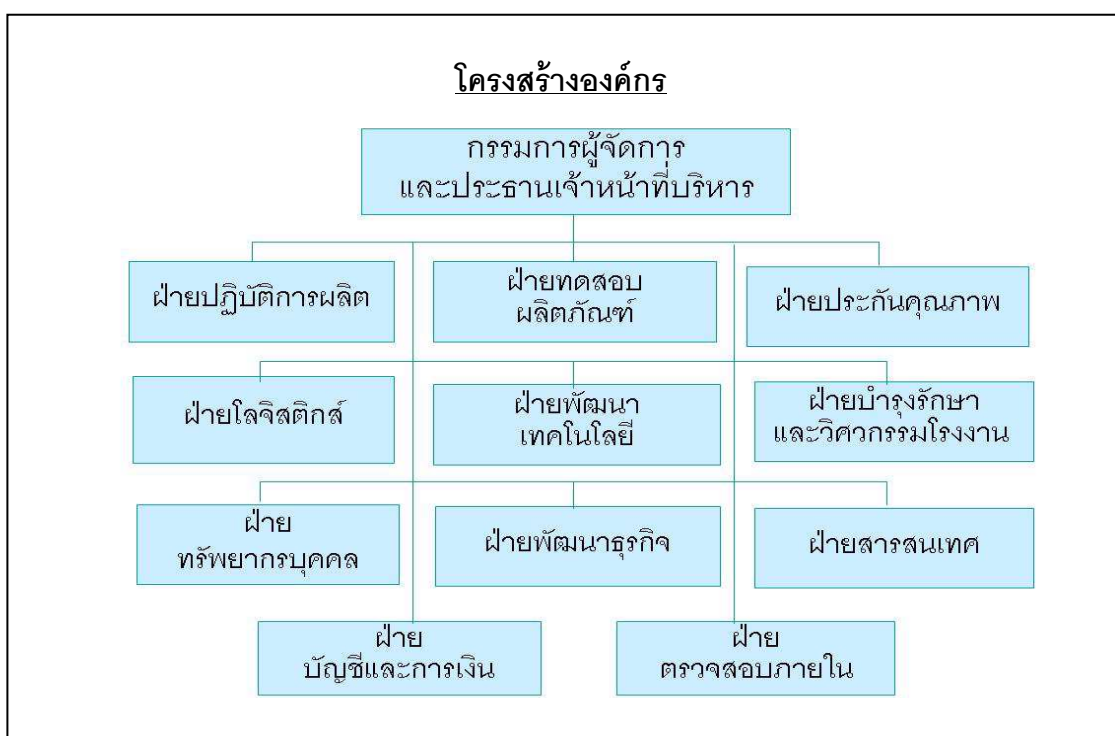 โครงสร้างองค์กร
กรรมการผู้จัดการ
และประธานเจ้าหน้าที่บริหาร
ฝ่ายปฏิบัติการผลิต
ฝ่ายทดสอบ
ผลิตภัณฑ์
ฝ่ายประกันคุณภาพ
ฝ่ายโลจิสติกส์
ฝ่ายพัฒนา
เทคโนโลยี
ฝ่ายบำรุงรักษา
และวิศวกรรมโรงงาน
ฝ่าย
ทรัพยากรบุคคล
ฝ่ายพัฒนาธุรกิจ
ฝ่ายสารสนเทศ
ฝ่าย
บัญชีและการเงิน
ฝ่าย
ตรวจสอบภายใน